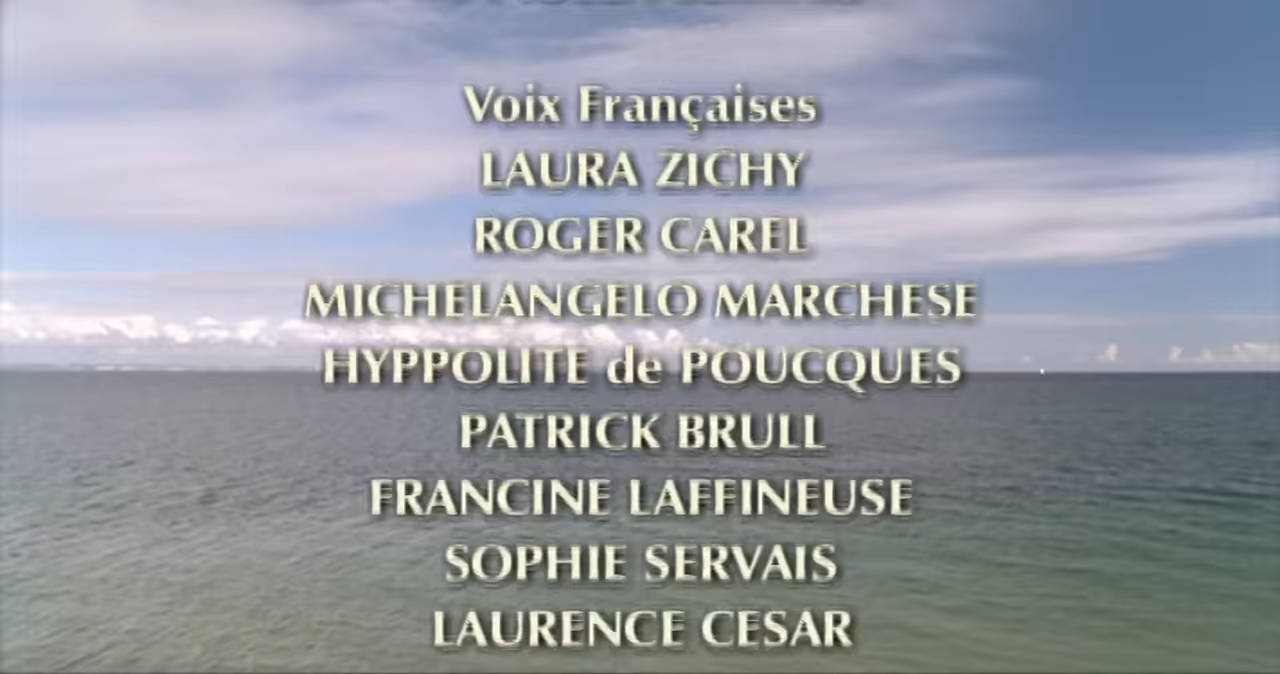 Voix Françaises
LAURA ZICHY
ROGER CAREL
MICHELANGELO MARCHESE
HYPPOLITE de POUCQUES
PATRICK BRULL
FRANCINE LAFFINEUSE
SOPHIE SERVAIS
LAURENCE CESAR